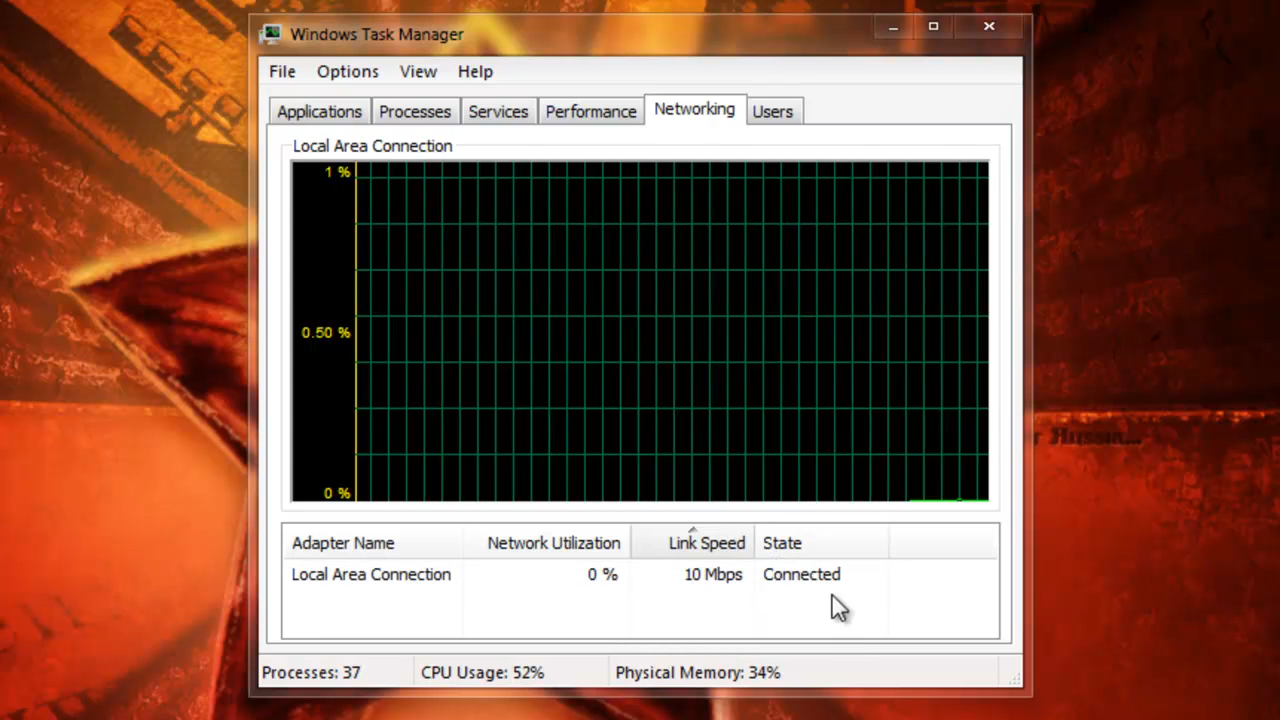 Windows Task Manager
File Options View Help
Applications Processes Services Performance Networking Users
Local Area Connection
1 %
0.50 %
0 %
Adapter Name Network Utilization Link Speed State
Local Area Connection 0 % 10 Mbps Connected
Processes: 37 CPU Usage: 52% Physical Memory: 34%